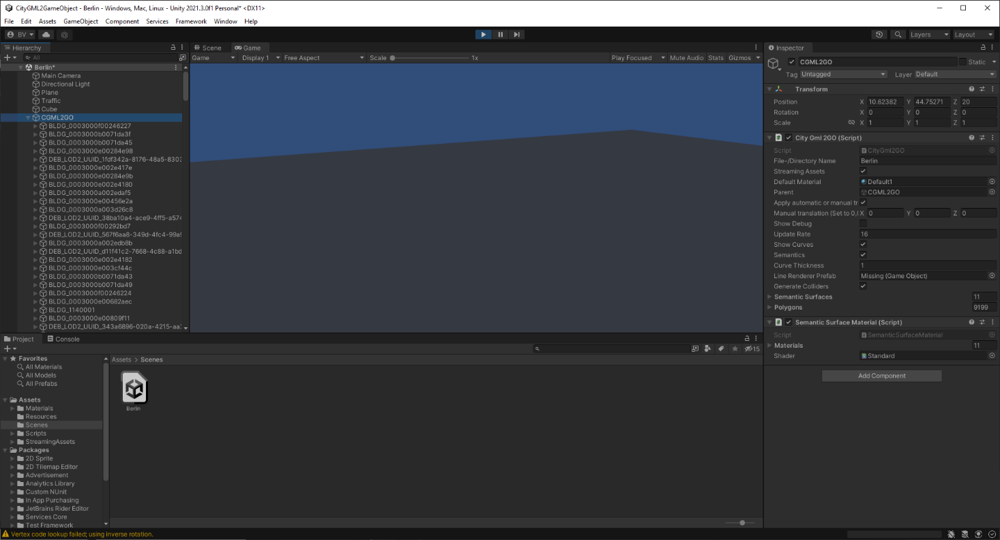 CityGML2GameObject - Berlin - Windows, Mac, Linux - Unity 2021.3.0f1 Personal* <DX11>
File Edit Assets GameObject Component Services Framework Window Help
BV Layers Layout
Hierarchy
All
Berlin*
Main Camera
Directional Light
Plane
Traffic
Cube
CGML2GO
BLDG_0003000f00246227
BLDG_0003000b0071da3f
BLDG_0003000b0071da45
BLDG_0003000e00284e98
DEB_LOD2_UUID_1fdf342a-8176-48a5-8303
BLDG_0003000e002e417e
BLDG_0003000e00284e9b
BLDG_0003000e002e4180
BLDG_0003000a002edaf5
BLDG_0003000e00456e2a
BLDG_0003000a003d26c8
DEB_LOD2_UUID_38ba10a4-ace9-4ff5-a574
BLDG_0003000f00292bd7
DEB_LOD2_UUID_567f6aa8-349d-4fc4-99a
BLDG_0003000a002edb8b
DEB_LOD2_UUID_d11f41c2-7668-4c88-a1bd
BLDG_0003000e002e4182
BLDG_0003000e003cf44c
BLDG_0003000b0071da43
BLDG_0003000b0071da49
BLDG_0003000f00246224
BLDG_0003000e00682aec
BLDG_1140001
BLDG_0003000e00809f11
DEB_LOD2_UUID_343a6896-020a-4215-aa
Scene Game
Game Display 1 Free Aspect Scale 1x Play Focused Mute Audio Stats Gizmos
Inspector
CGML2GO Static
Tag Untagged Layer Default
Transform
Position X 10.62382 Y 44.75271 Z 20
Rotation X 0 Y 0 Z 0
Scale X 1 Y 1 Z 1
City Gml 2GO (Script)
Script CityGml2GO
File-/Directory Name Berlin
Streaming Assets
Default Material Default1
Parent CGML2GO
Apply automatic or manual tr
Manual translation (Set to 0,( X 0 Y 0 Z 0
Show Debug
Update Rate 16
Show Curves
Semantics
Curve Thickness 1
Line Renderer Prefab Missing (Game Object)
Generate Colliders
Semantic Surfaces 11
Polygons 9199
Semantic Surface Material (Script)
Script SemanticSurfaceMaterial
Materials 11
Shader Standard
Add Component
Project Console
15
Favorites
All Materials
All Models
All Prefabs
Assets
Materials
Resources
Scenes
Scripts
StreamingAssets
Packages
2D Sprite
2D Tilemap Editor
Advertisement
Analytics Library
Custom NUnit
In App Purchasing
JetBrains Rider Editor
Services Core
Test Framework
Assets > Scenes
Berlin
Vertex code lookup failed; using inverse rotation.